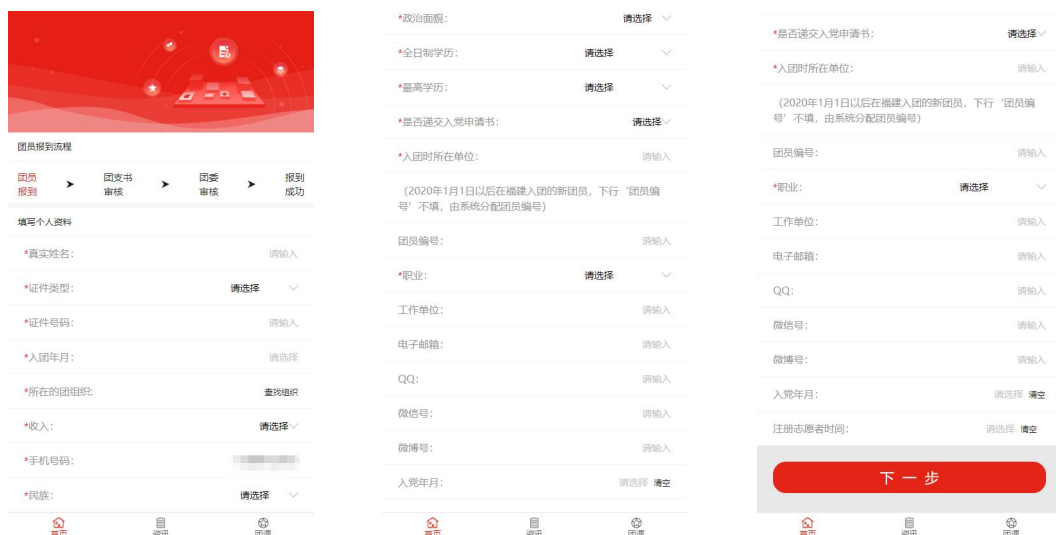 团员报到流程
团员 ➤ 团支书 ➤ 团委 ➤ 报到
报到 审核 审核 成功
填写个人资料
*真实姓名: 请输入
*证件类型: 请选择
*证件号码: 请输入
*入团年月: 请选择
*所在的团组织: 查找组织
*收入: 请选择
*手机号码:
*民族: 请选择
首页 资讯 团课
*政治面貌: 请选择
*全日制学历: 请选择
*最高学历: 请选择
*是否递交入党申请书: 请选择
*入团时所在单位: 请输入
(2020年1月1日以后在福建入团的新团员,下行‘团员编
号’不填,由系统分配团员编号)
团员编号: 请输入
*职业: 请选择
工作单位: 请输入
电子邮箱: 请输入
QQ: 请输入
微信号: 请输入
微博号: 请输入
入党年月: 请选择 清空
首页 资讯 团课
*是否递交入党申请书: 请选择
*入团时所在单位: 请输入
(2020年1月1日以后在福建入团的新团员,下行‘团员编
号’不填,由系统分配团员编号)
团员编号: 请输入
*职业: 请选择
工作单位: 请输入
电子邮箱: 请输入
QQ: 请输入
微信号: 请输入
微博号: 请输入
入党年月: 请选择 清空
注册志愿者时间: 请选择 清空
下一步
首页 资讯 团课